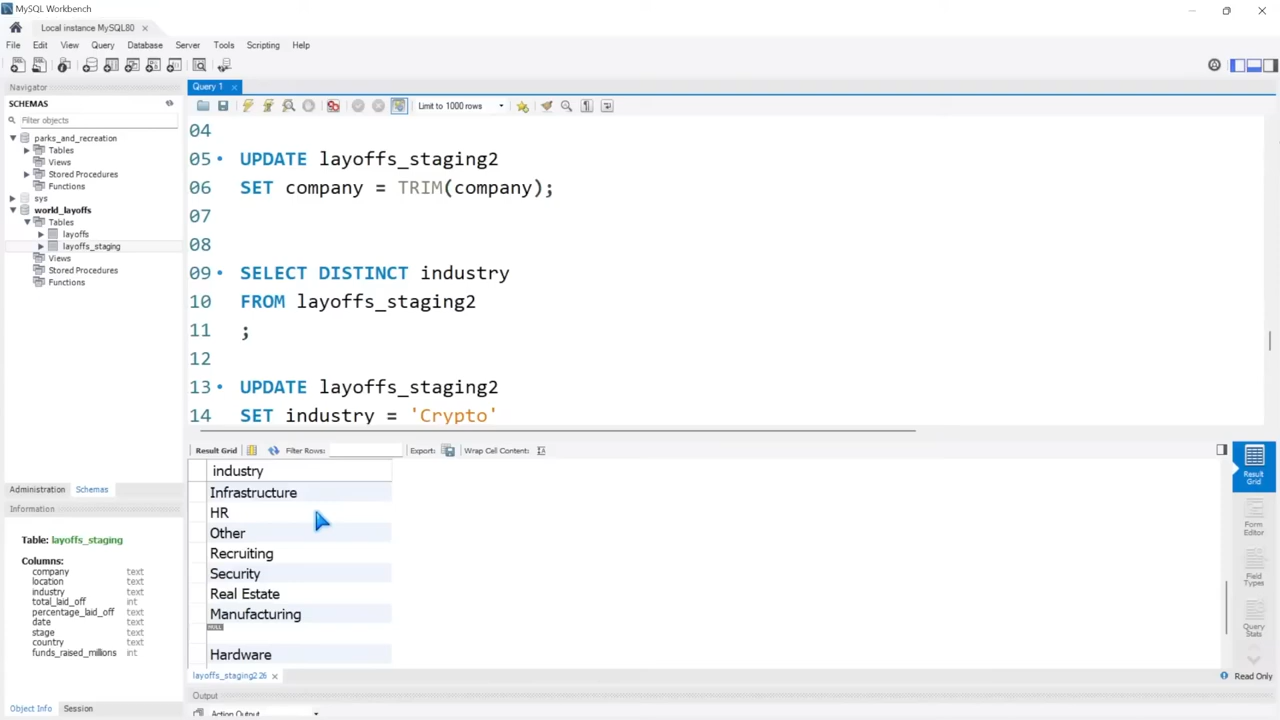 MySQL Workbench
Local instance MySQL80
File Edit View Query Database Server Tools Scripting Help
Navigator
SCHEMAS
Filter objects
parks_and_recreation
Tables
Views
Stored Procedures
Functions
sys
world_layoffs
Tables
layoffs
layoffs_staging
Views
Stored Procedures
Functions
Administration Schemas
Information
Table: layoffs_staging
Columns:
company text
location text
industry text
total_laid_off int
percentage_laid_off text
date text
stage text
country text
funds_raised_millions int
Object Info Session
Query 1
Limit to 1000 rows
04
05 UPDATE layoffs_staging2
06 SET company = TRIM(company);
07
08
09 SELECT DISTINCT industry
10 FROM layoffs_staging2
11 ;
12
13 UPDATE layoffs_staging2
14 SET industry = 'Crypto'
Result Grid Filter Rows: Export: Wrap Cell Content:
industry
Infrastructure
HR
Other
Recruiting
Security
Real Estate
Manufacturing
NULL
Hardware
Result
Grid
Form
Editor
Field
Types
Query
Stats
layoffs_staging2 26
Read Only
Output
Action Output